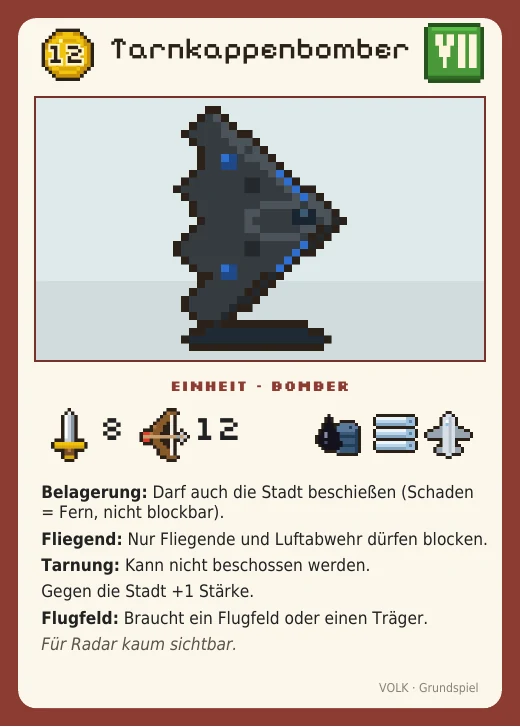 12 Tarnkappenbomber VII
EINHEIT - BOMBER
8 12
Belagerung: Darf auch die Stadt beschießen (Schaden
= Fern, nicht blockbar).
Fliegend: Nur Fliegende und Luftabwehr dürfen blocken.
Tarnung: Kann nicht beschossen werden.
Gegen die Stadt +1 Stärke.
Flugfeld: Braucht ein Flugfeld oder einen Träger.
Für Radar kaum sichtbar.
VOLK · Grundspiel